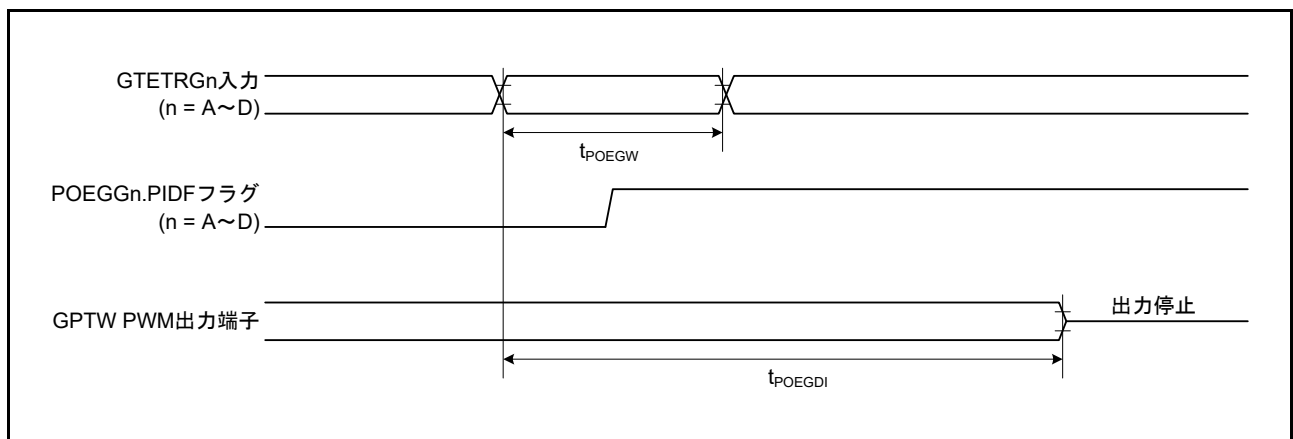 GTETRGn入力
(n = A～D)
tPOEGW
POEGGn.PIDFフラグ
(n = A～D)
GPTW PWM出力端子
出力停止
tPOEGDI